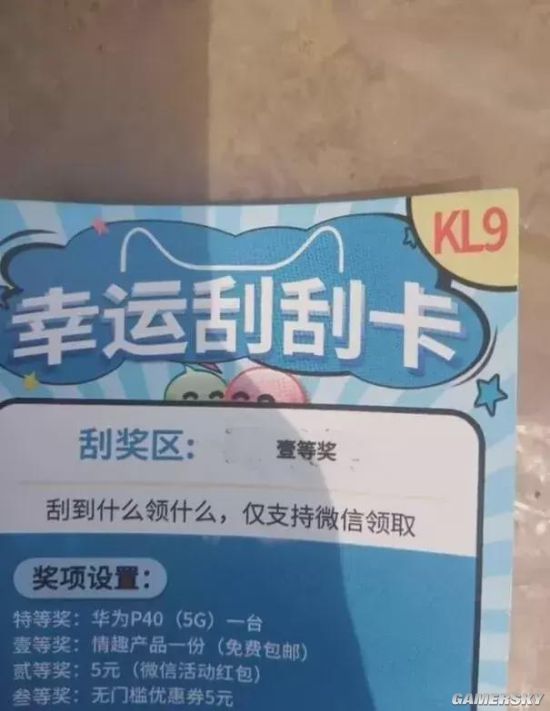 KL9
幸运刮刮卡
刮奖区: 壹等奖
刮到什么领什么，仅支持微信领取
奖项设置:
特等奖: 华为P40（5G）一台
壹等奖: 情趣产品一份（免费包邮）
贰等奖: 5元（微信活动红包）
叁等奖: 无门槛优惠券5元
GAMERSKY